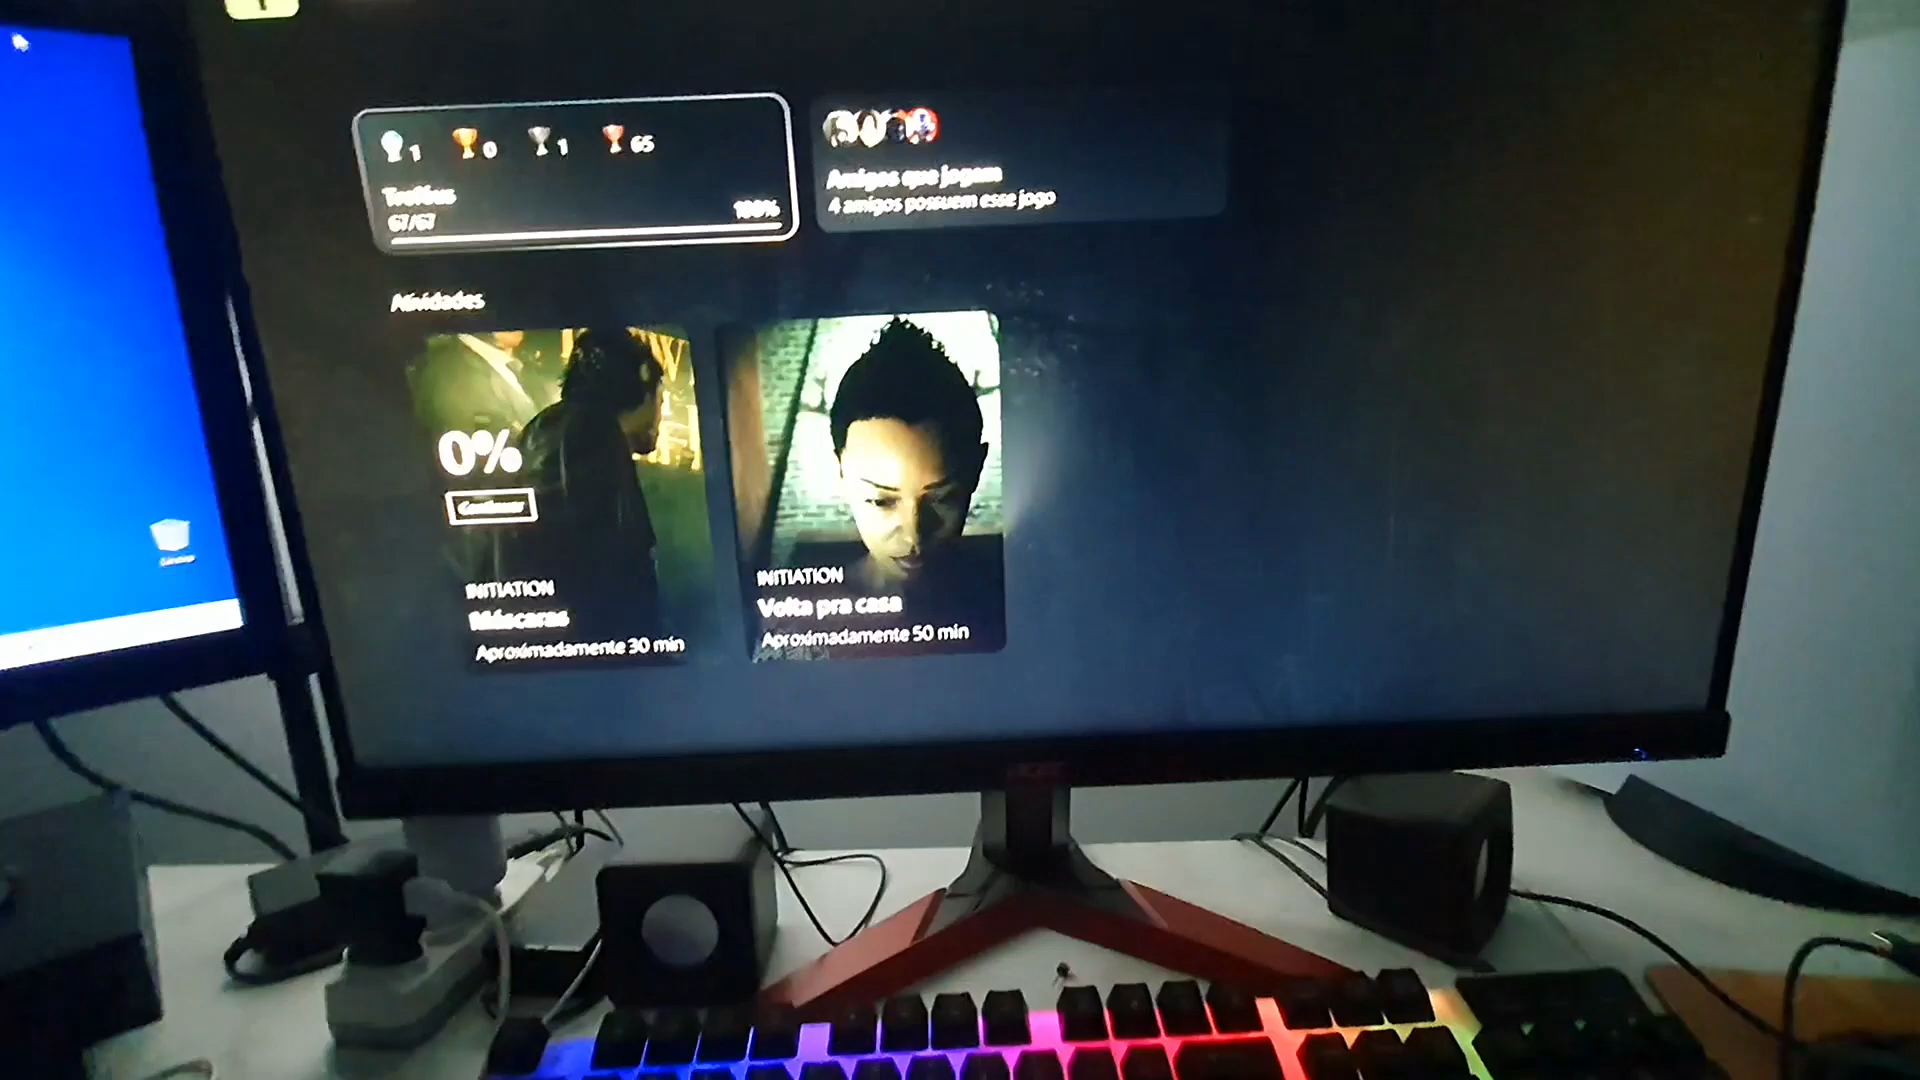 1 0 1 65
Troféus
67/67 100%
Amigos que jogam
4 amigos possuem esse jogo
Atividades
0%
Continuar
INITIATION
Máscaras
Aproximadamente 30 min
INITIATION
Volta pra casa
Aproximadamente 50 min